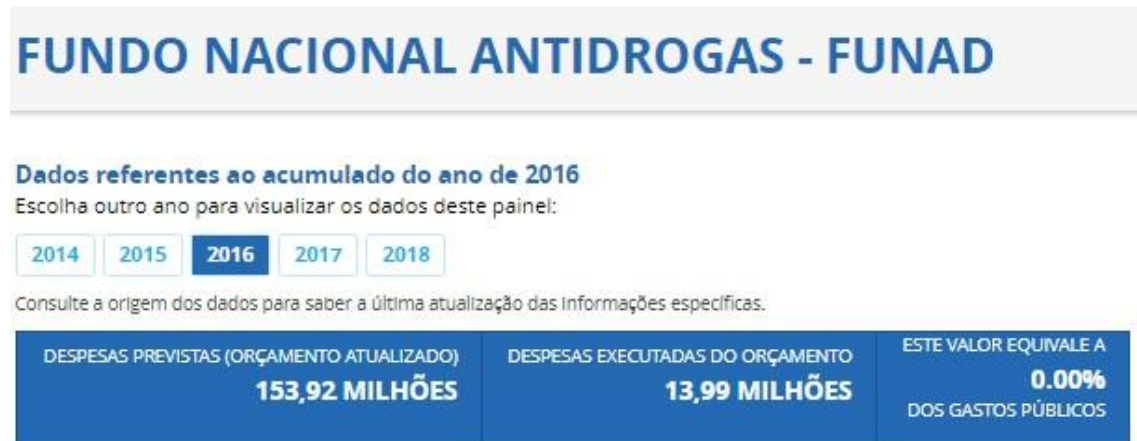 FUNDO NACIONAL ANTIDROGAS - FUNAD
Dados referentes ao acumulado do ano de 2016
Escolha outro ano para visualizar os dados deste painel:
2014 2015 2016 2017 2018
Consulte a origem dos dados para saber a última atualização das informações específicas.
DESPESAS PREVISTAS (ORÇAMENTO ATUALIZADO)
153,92 MILHÕES
DESPESAS EXECUTADAS DO ORÇAMENTO
13,99 MILHÕES
ESTE VALOR EQUIVALE A
0.00%
DOS GASTOS PÚBLICOS